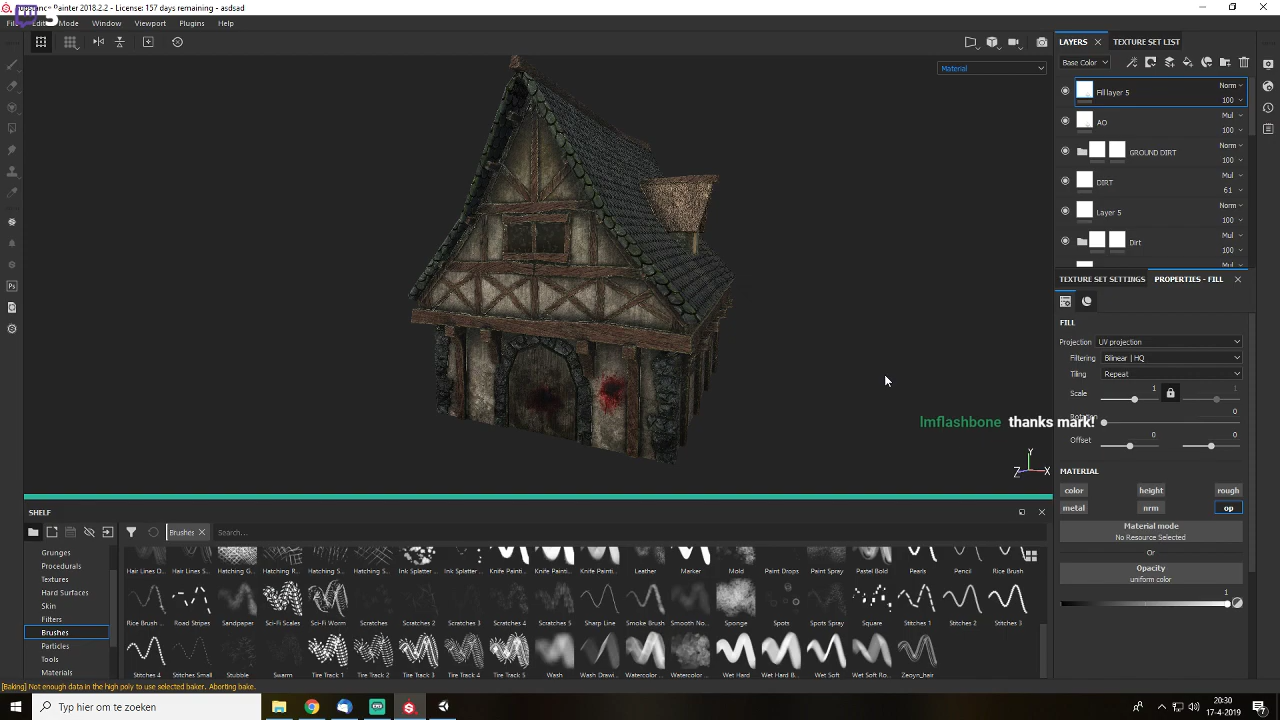 Substance Painter 2018.2.2 - License: 157 days remaining - asdsad
Mode Window Viewport Plugins Help
Material
LAYERS TEXTURE SET LIST
Base Color
Fill layer 5 Norm 100
AO Mul 100
GROUND DIRT Norm 100
DIRT Mul 61
Layer 5 Norm 100
Dirt Mul 100
Mul
TEXTURE SET SETTINGS PROPERTIES - FILL
FILL
Projection UV projection
Filtering Bilinear | HQ
Tiling Repeat
Scale 1 1
Rotation 0
Offset 0 0
lmflashbone thanks mark!
Y
Z X
MATERIAL
color height rough
metal nrm op
Material mode
No Resource Selected
Or
Opacity
uniform color
1
SHELF
Brushes Search...
Grunges
Procedurals
Textures
Hard Surfaces
Skin
Filters
Brushes
Particles
Tools
Materials
Hair Lines D... Hair Lines S... Hatching G... Hatching R... Hatching S... Hatching S... Ink Splatter ... Ink Splatter ... Knife Painti... Knife Painti... Knife Painti... Leather Marker Mold Paint Drops Paint Spray Pastel Bold Pearls Pencil Rice Brush
Rice Brush ... Road Stripes Sandpaper Sci-Fi Scales Sci-Fi Worm Scratches Scratches 2 Scratches 3 Scratches 4 Scratches 5 Sharp Line Smoke Brush Smooth No... Sponge Spots Spots Spray Square Stitches 1 Stitches 2 Stitches 3
Stitches 4 Stitches Small Stubble Swarm Tire Track 1 Tire Track 2 Tire Track 3 Tire Track 4 Tire Track 5 Wash Wash Drawi... Watercolor ... Watercolor ... Wet Hard Wet Hard B... Wet Soft Wet Soft Ro... Zeoyn_hair
[Baking] Not enough data in the high poly to use selected baker. Aborting bake.
Typ hier om te zoeken
20:30
17-4-2019